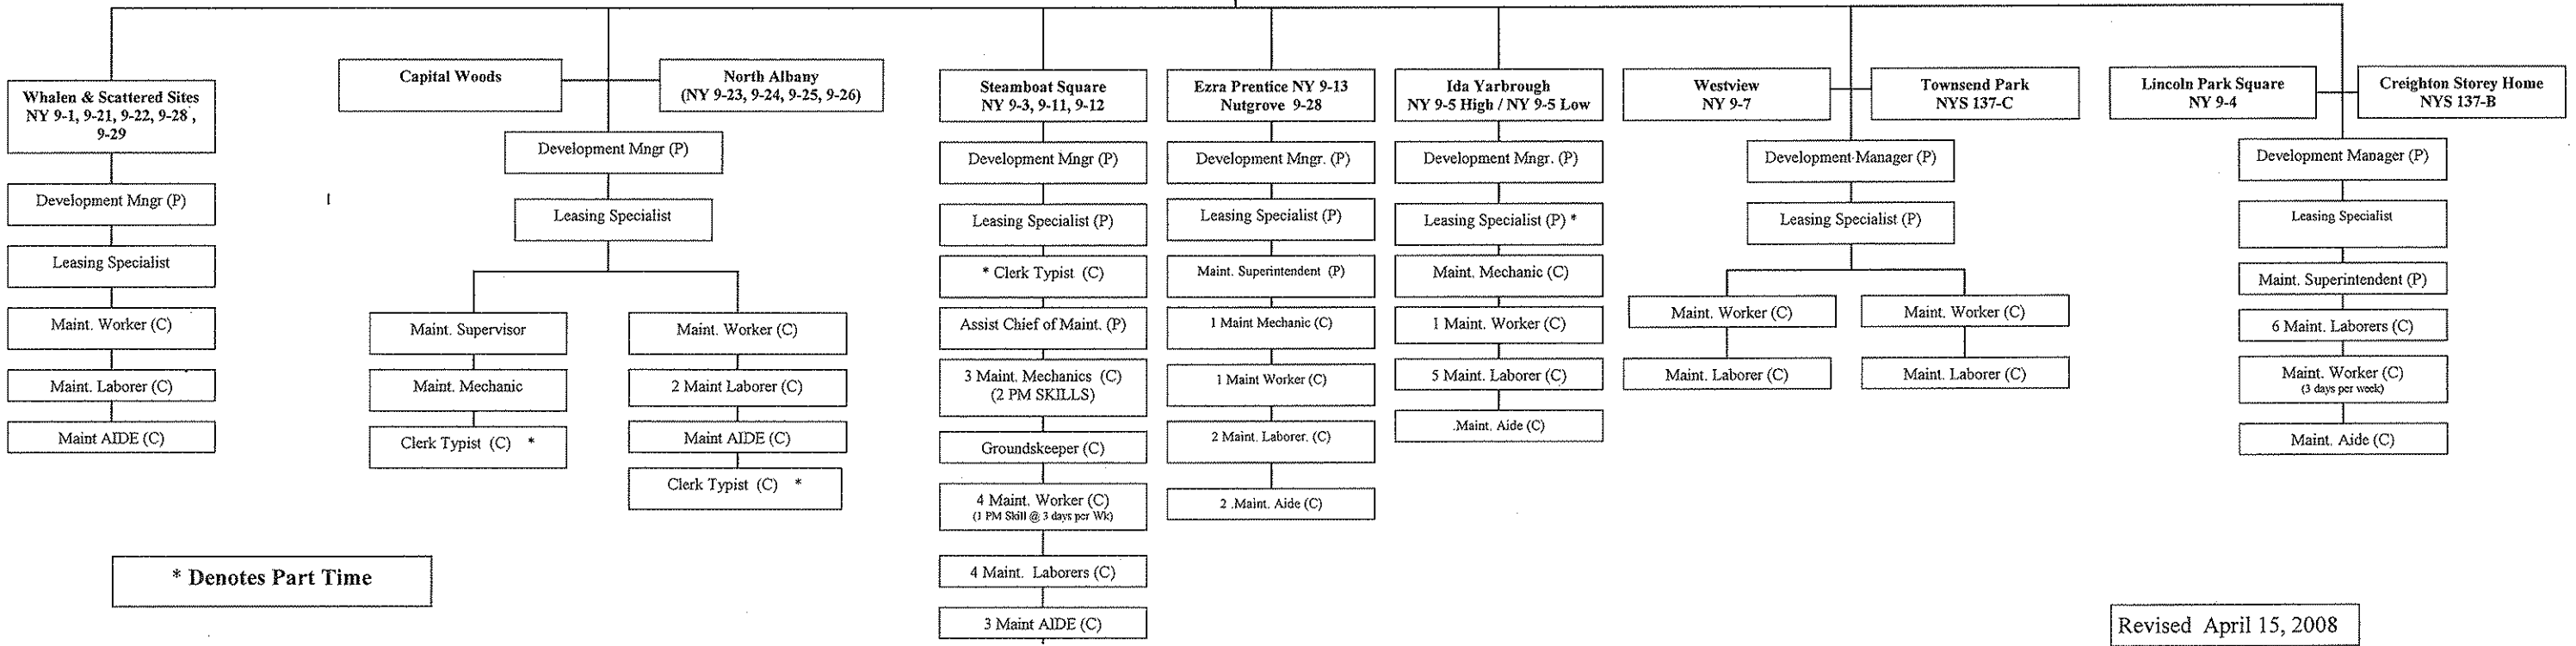 Whalen & Scattered Sites
NY 9-1, 9-21, 9-22, 9-28 ,
9-29
Development Mngr (P)
Leasing Specialist
Maint. Worker (C)
Maint. Laborer (C)
Maint AIDE (C)
Capital Woods
North Albany
(NY 9-23, 9-24, 9-25, 9-26)
Development Mngr (P)
Leasing Specialist
Maint. Supervisor
Maint. Mechanic
Clerk Typist (C) *
Maint. Worker (C)
2 Maint Laborer (C)
Maint AIDE (C)
Clerk Typist (C) *
Steamboat Square
NY 9-3, 9-11, 9-12
Development Mngr (P)
Leasing Specialist (P)
* Clerk Typist (C)
Assist Chief of Maint. (P)
3 Maint. Mechanics (C)
(2 PM SKILLS)
Groundskeeper (C)
4 Maint. Worker (C)
(1 PM Skill @ 3 days per Wk)
4 Maint. Laborers (C)
3 Maint AIDE (C)
Ezra Prentice NY 9-13
Nutgrove 9-28
Development Mngr. (P)
Leasing Specialist (P)
Maint. Superintendent (P)
1 Maint Mechanic (C)
1 Maint Worker (C)
2 Maint. Laborer. (C)
2 .Maint. Aide (C)
Ida Yarbrough
NY 9-5 High / NY 9-5 Low
Development Mngr. (P)
Leasing Specialist (P) *
Maint. Mechanic (C)
1 Maint. Worker (C)
5 Maint. Laborer (C)
.Maint. Aide (C)
Westview
NY 9-7
Townsend Park
NYS 137-C
Development Manager (P)
Leasing Specialist (P)
Maint. Worker (C)
Maint. Laborer (C)
Maint. Worker (C)
Maint. Laborer (C)
Lincoln Park Square
NY 9-4
Creighton Storey Home
NYS 137-B
Development Manager (P)
Leasing Specialist
Maint. Superintendent (P)
6 Maint. Laborers (C)
Maint. Worker (C)
(3 days per week)
Maint. Aide (C)
* Denotes Part Time
Revised April 15, 2008